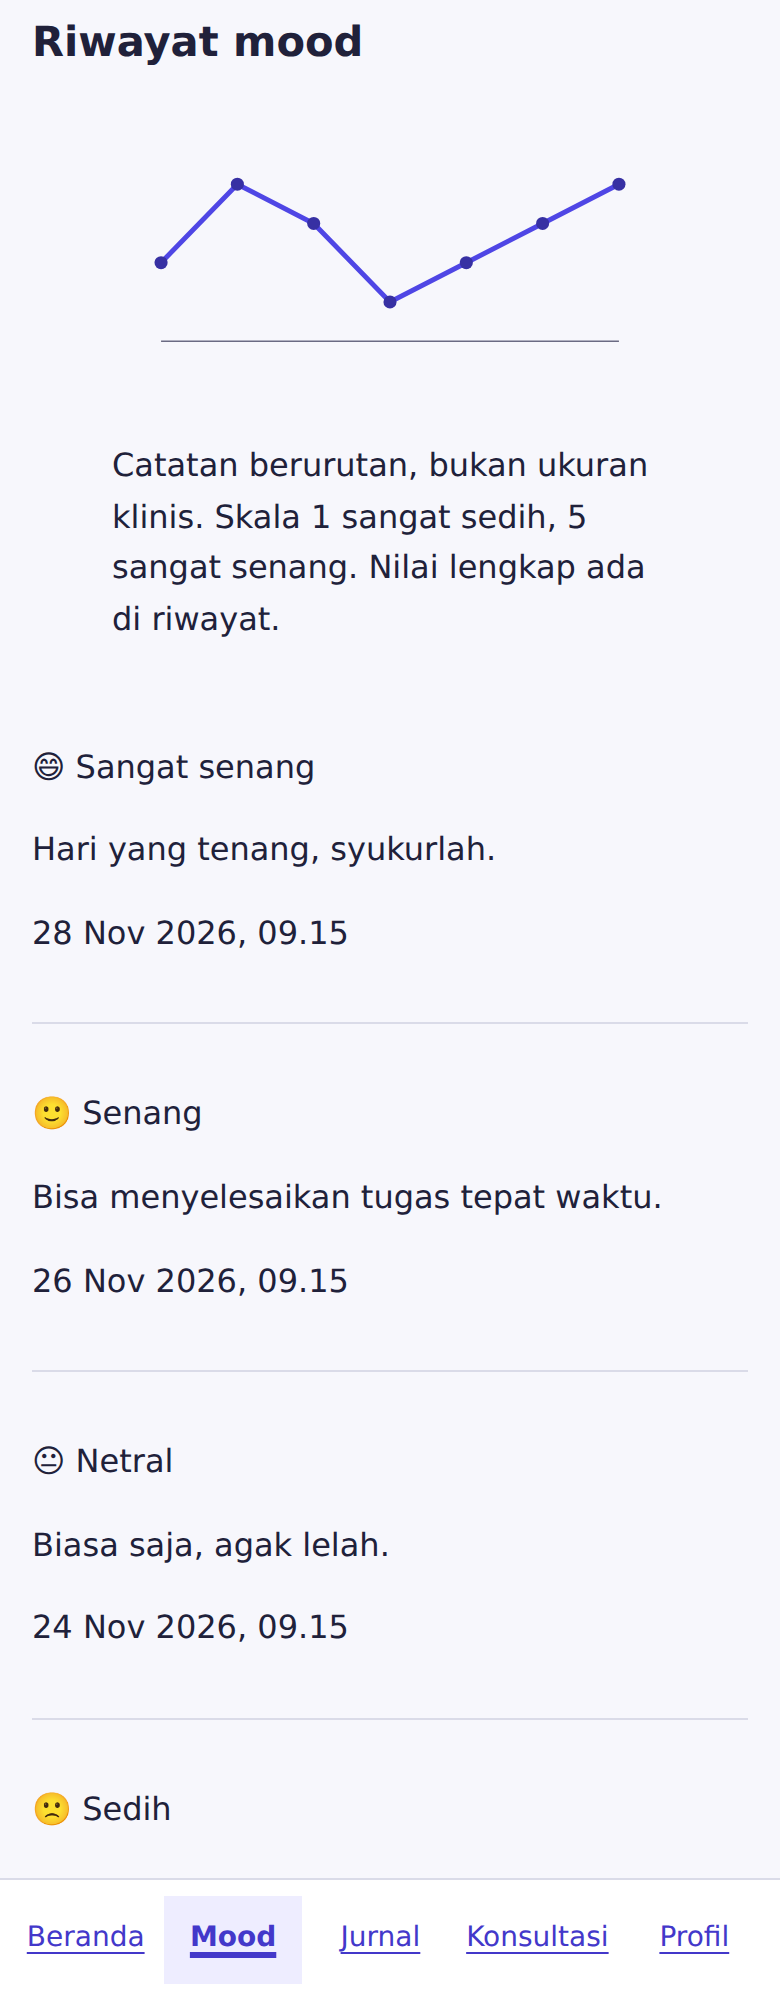 Riwayat mood
Catatan berurutan, bukan ukuran
klinis. Skala 1 sangat sedih, 5
sangat senang. Nilai lengkap ada
di riwayat.
😄 Sangat senang
Hari yang tenang, syukurlah.
28 Nov 2026, 09.15
🙂 Senang
Bisa menyelesaikan tugas tepat waktu.
26 Nov 2026, 09.15
😐 Netral
Biasa saja, agak lelah.
24 Nov 2026, 09.15
🙁 Sedih
Beranda Mood Jurnal Konsultasi Profil